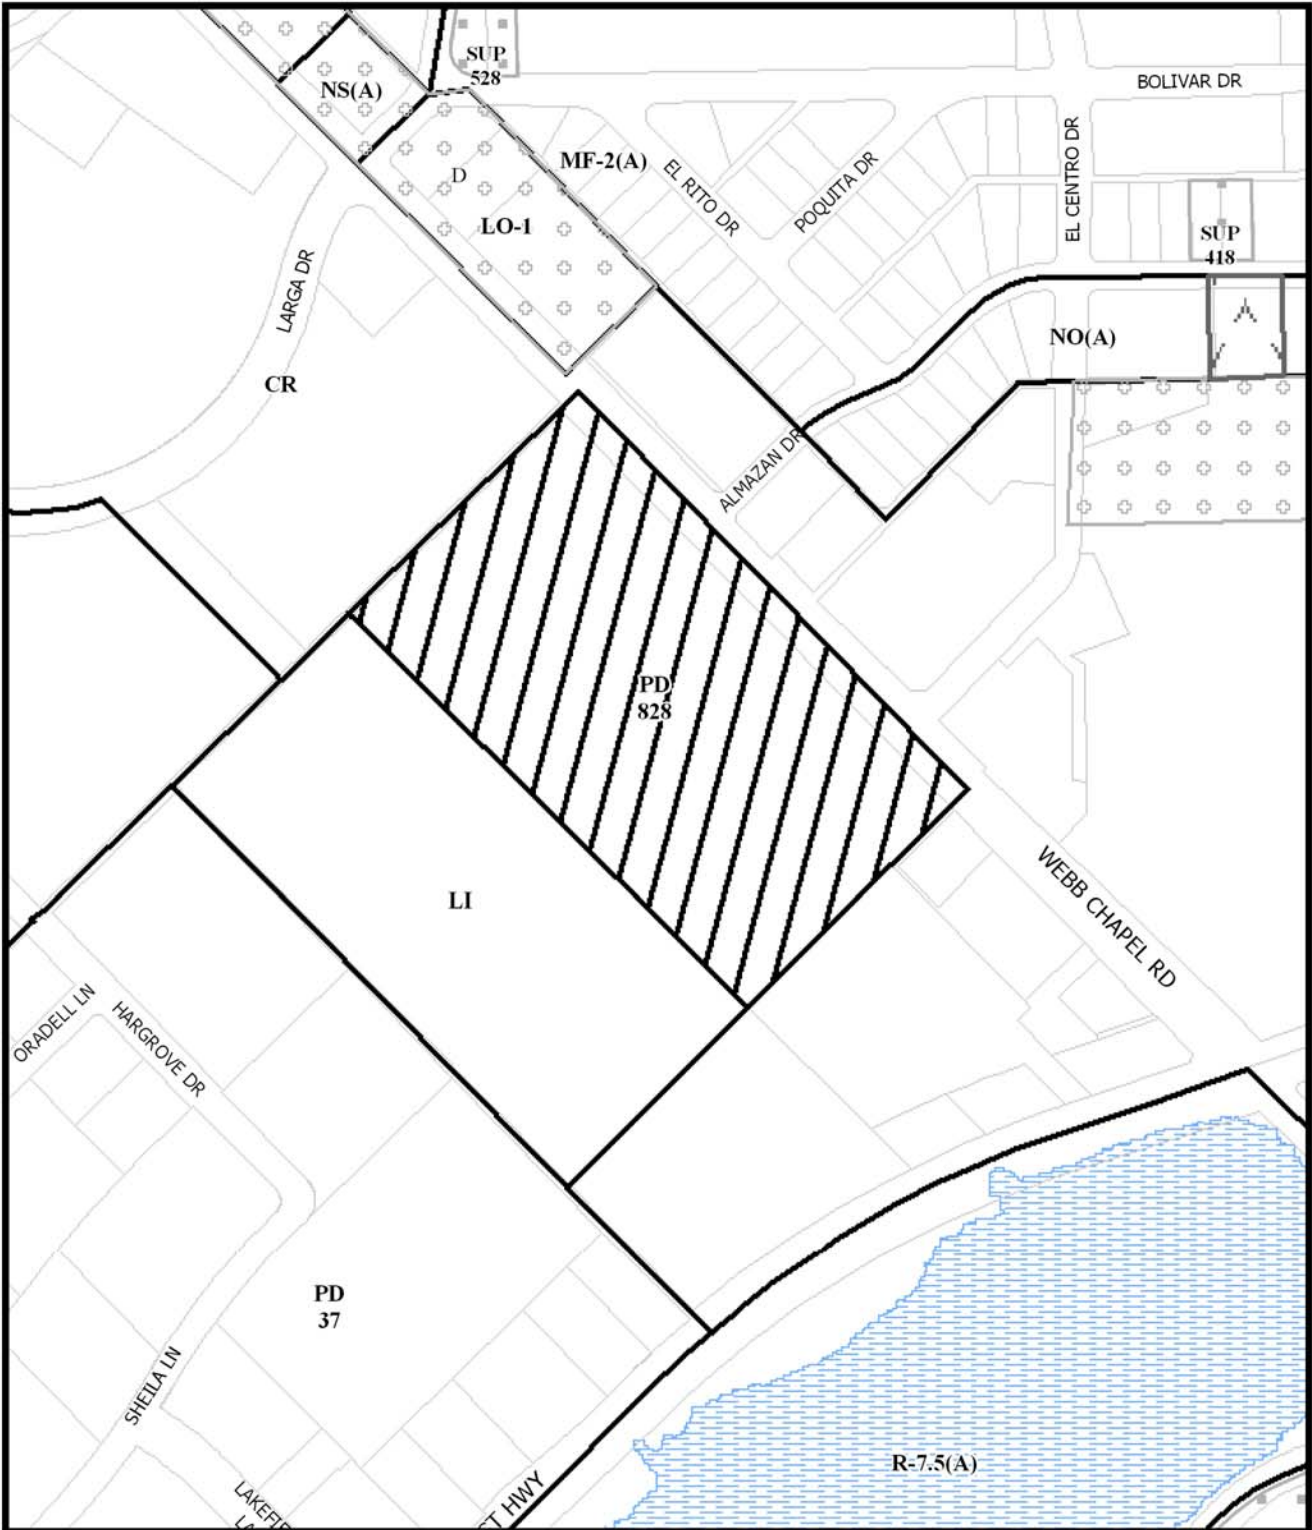 SUP
528
BOLIVAR DR
NS(A)
MF-2(A)
D
EL RITO DR
POQUITA DR
EL CENTRO DR
LO-1
SUP
418
LARGA DR
NO(A)
CR
ALMAZAN DR
PD
828
WEBB CHAPEL RD
LI
ORADELL LN
HARGROVE DR
PD
37
SHEILA LN
R-7.5(A)
ST HWY